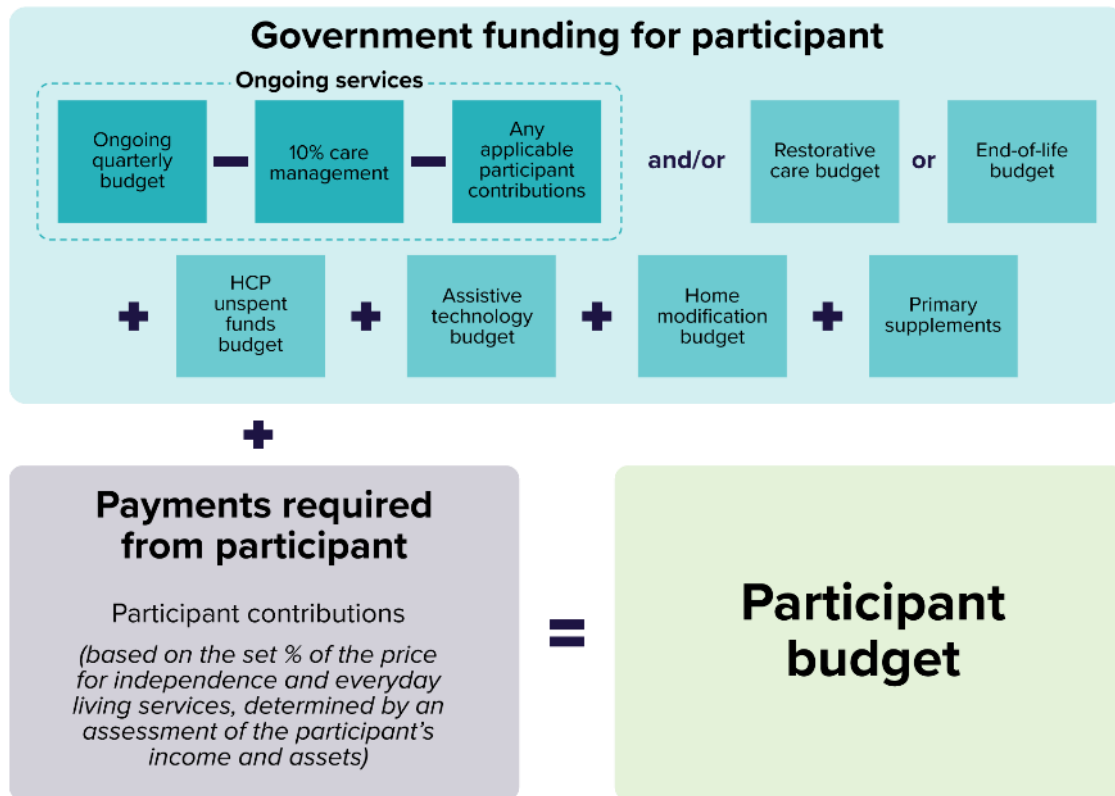 Government funding for participant
Ongoing services
Ongoing
quarterly
budget
10% care
management
Any
applicable
participant
contributions
and/or
Restorative
care budget
or
End-of-life
budget
HCP
unspent
funds
budget
Assistive
technology
budget
Home
modification
budget
Primary
supplements
Payments required
from participant
Participant contributions
(based on the set % of the price
for independence and everyday
living services, determined by an
assessment of the participant's
income and assets)
=
Participant
budget